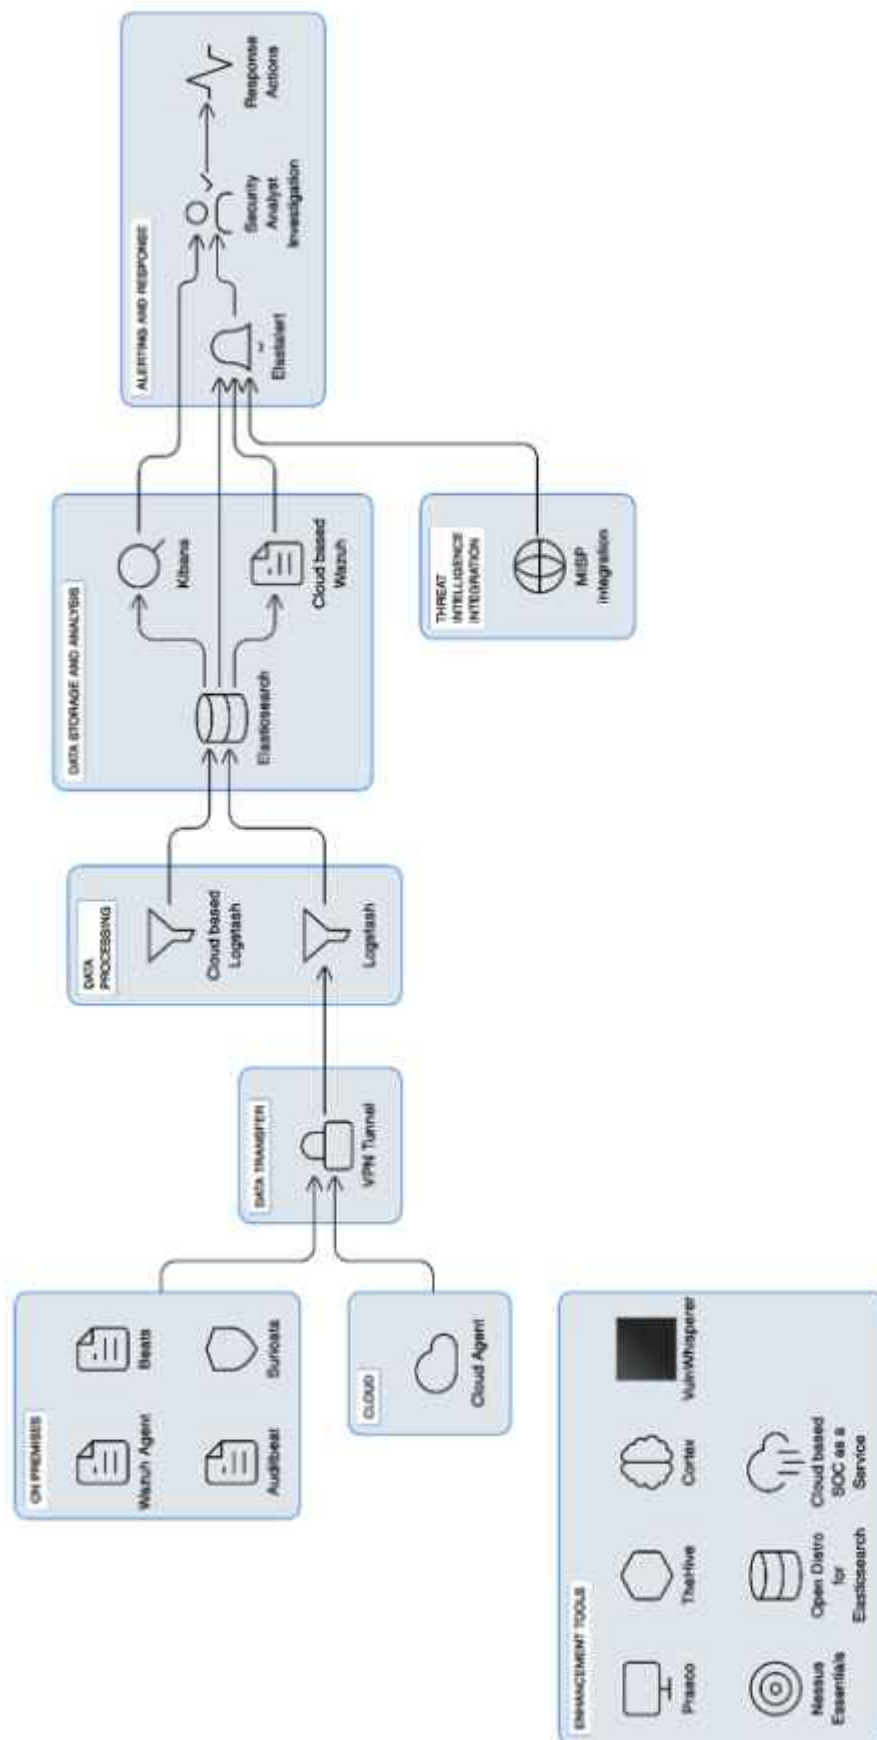 ON PREMISES
Wazuh Agent
Beats
Auditbeat
Suricata
CLOUD
Cloud Agent
DATA TRANSFER
VPN Tunnel
DATA
PROCESSING
Cloud based
Logstash
Logstash
DATA STORAGE AND ANALYSIS
Elasticsearch
Kibana
Cloud based
Wazuh
ALERTING AND RESPONSE
Elastalert
Security
Analyst
Investigation
Response
Actions
THREAT
INTELLIGENCE
INTEGRATION
MISP
integration
ENHANCEMENT TOOLS
Praeco
TheHive
Cortex
VulnWhisperer
Nessus
Essentials
Open Distro
for
Elasticsearch
Cloud based
SOC as a
Service